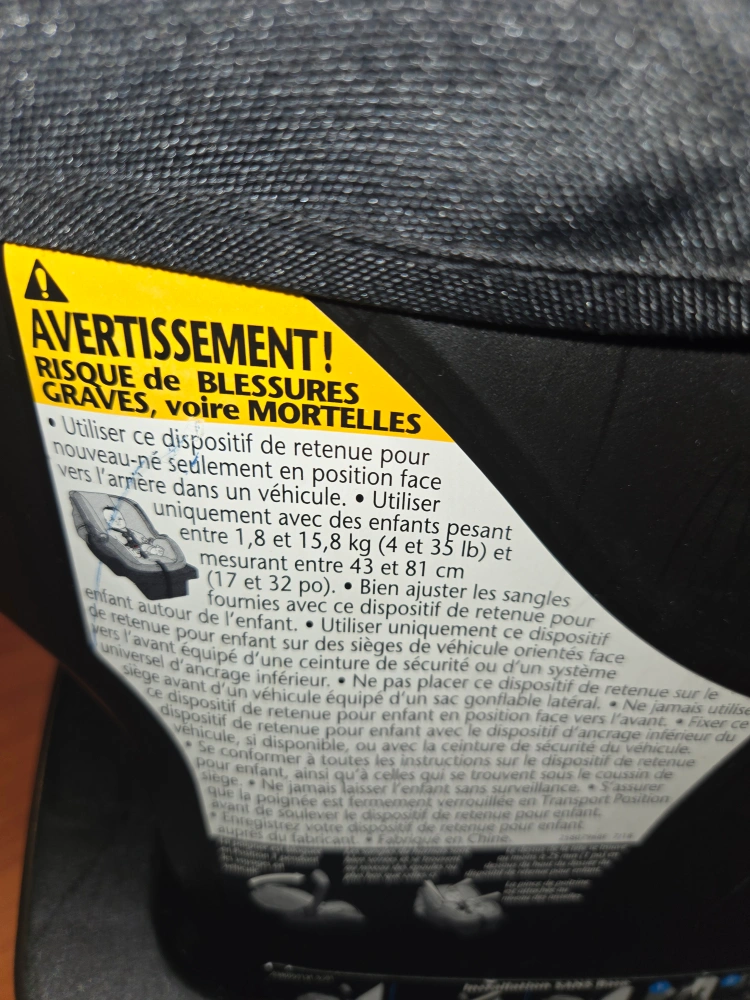 AVERTISSEMENT!
RISQUE de BLESSURES
GRAVES, voire MORTELLES
• Utiliser ce dispositif de retenue pour
nouveau-né seulement en position face
vers l'arrière dans un véhicule. • Utiliser
uniquement avec des enfants pesant
entre 1,8 et 15,8 kg (4 et 35 lb) et
mesurant entre 43 et 81 cm
(17 et 32 po). • Bien ajuster les sangles
fournies avec ce dispositif de retenue pour
enfant autour de l'enfant. • Utiliser uniquement ce dispositif
de retenue pour enfant sur des sièges de véhicule orientés face
vers l'avant équipé d'une ceinture de sécurité ou d'un système
universel d'ancrage inférieur. • Ne pas placer ce dispositif de retenue sur le
siège avant d'un véhicule équipé d'un sac gonflable latéral. • Ne jamais utilise
ce dispositif de retenue pour enfant en position face vers l'avant. • Fixer ce
dispositif de retenue pour enfant avec le dispositif d'ancrage inférieur du
véhicule, si disponible, ou avec la ceinture de sécurité du véhicule.
• Se conformer à toutes les instructions sur le dispositif de retenue
pour enfant, ainsi qu'à celles qui se trouvent sous le coussin de
siège. • Ne jamais laisser l'enfant sans surveillance. • S'assurer
que la poignée est fermement verrouillée en Transport Position
avant de soulever le dispositif de retenue pour enfant.
• Enregistrez votre dispositif de retenue pour enfant
auprès du fabricant. • Fabriqué en Chine.